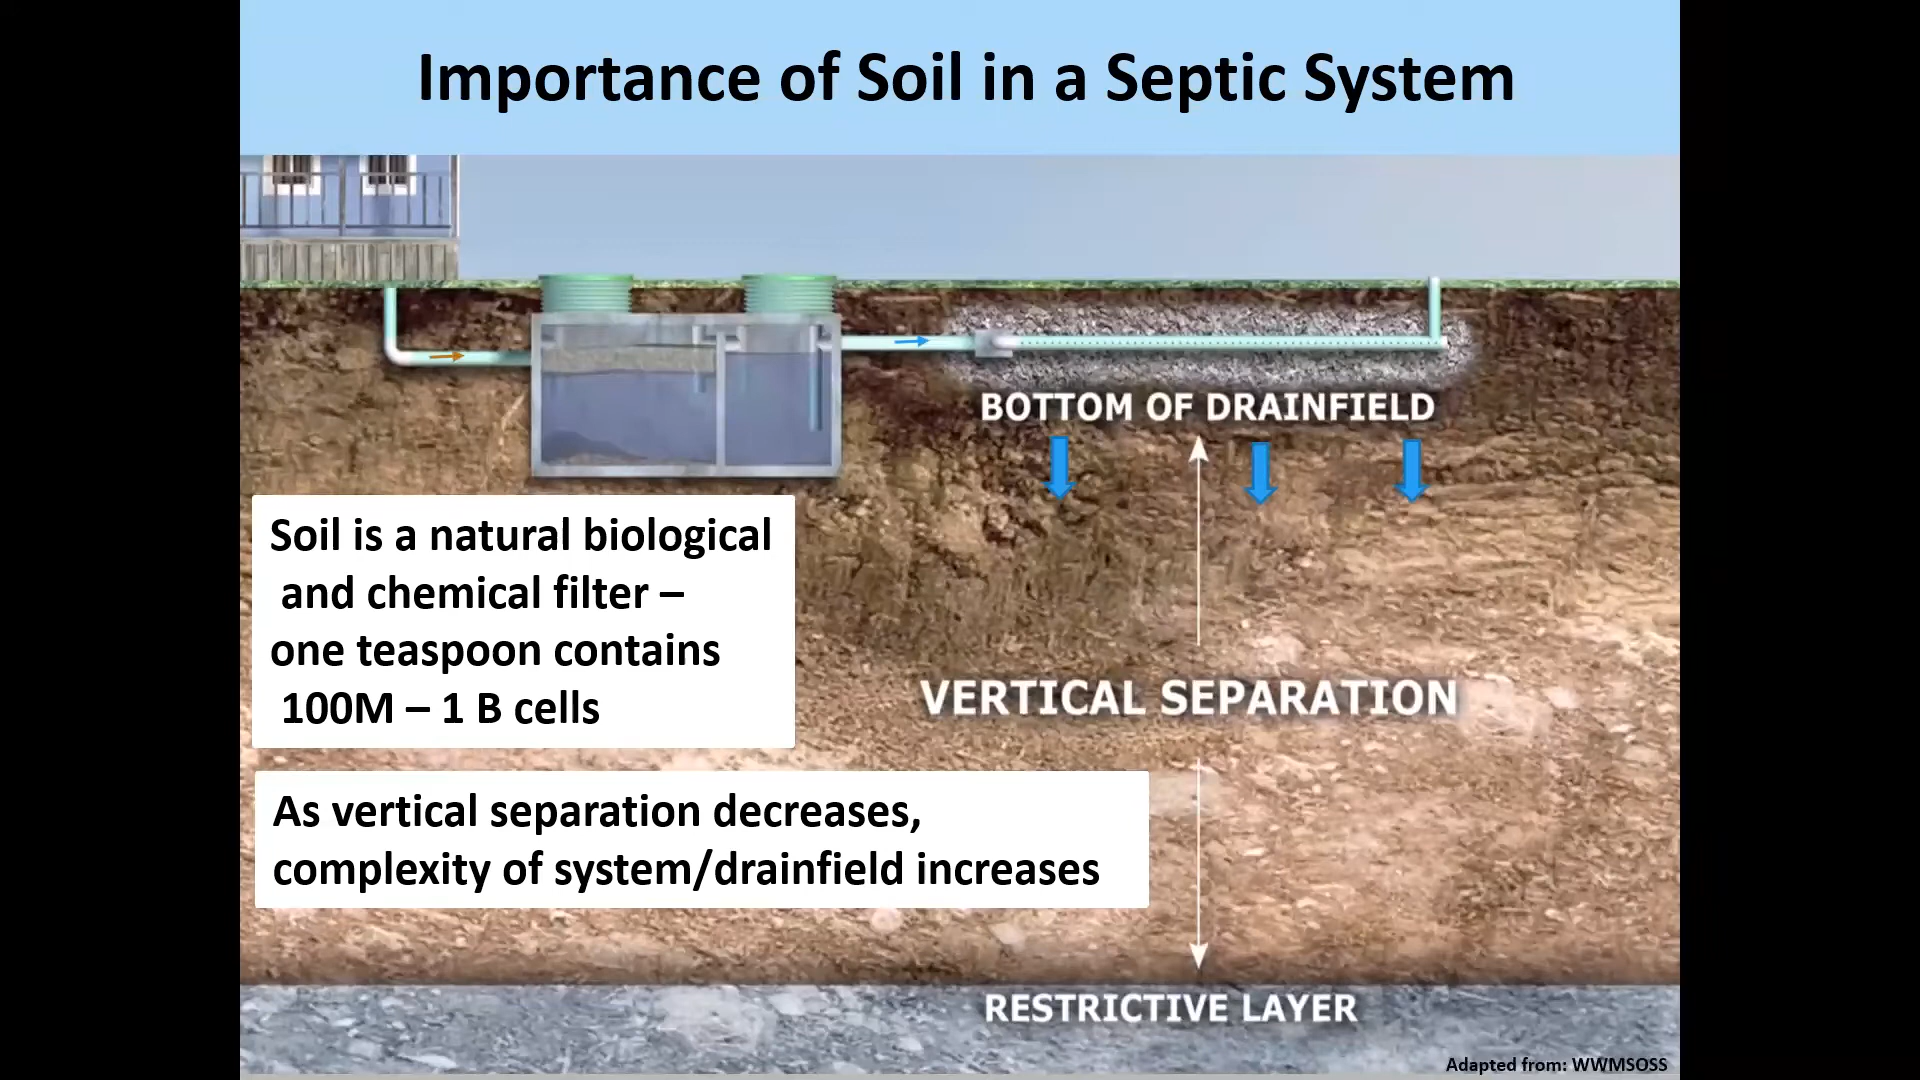 Importance of Soil in a Septic System
BOTTOM OF DRAINFIELD
Soil is a natural biological
and chemical filter –
one teaspoon contains
100M – 1 B cells
VERTICAL SEPARATION
As vertical separation decreases,
complexity of system/drainfield increases
RESTRICTIVE LAYER
Adapted from: WWMSOSS